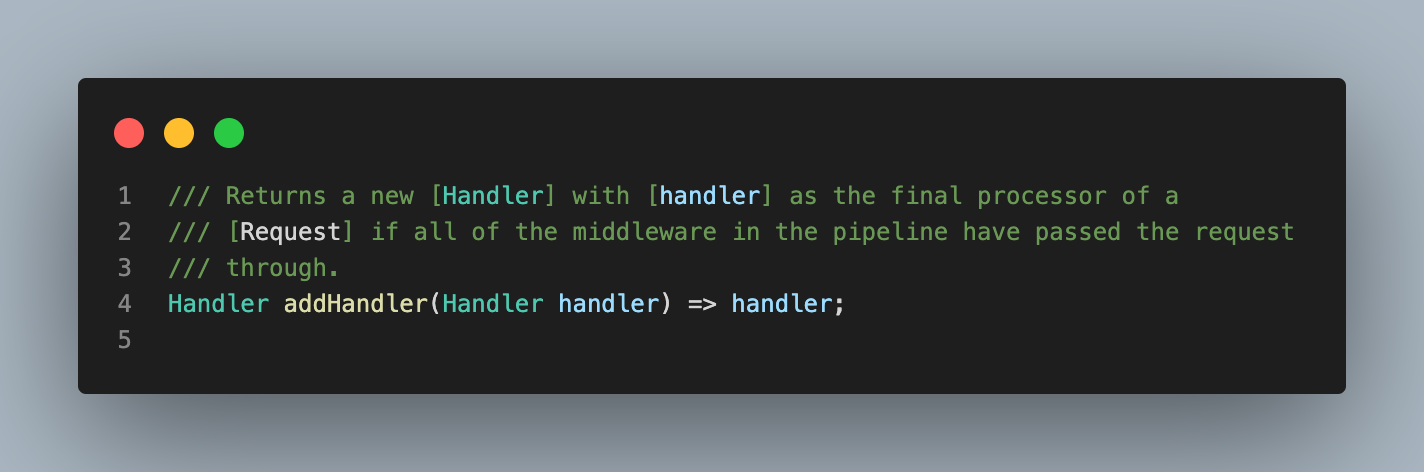 1 /// Returns a new [Handler] with [handler] as the final processor of a
2 /// [Request] if all of the middleware in the pipeline have passed the request
3 /// through.
4 Handler addHandler(Handler handler) => handler;
5